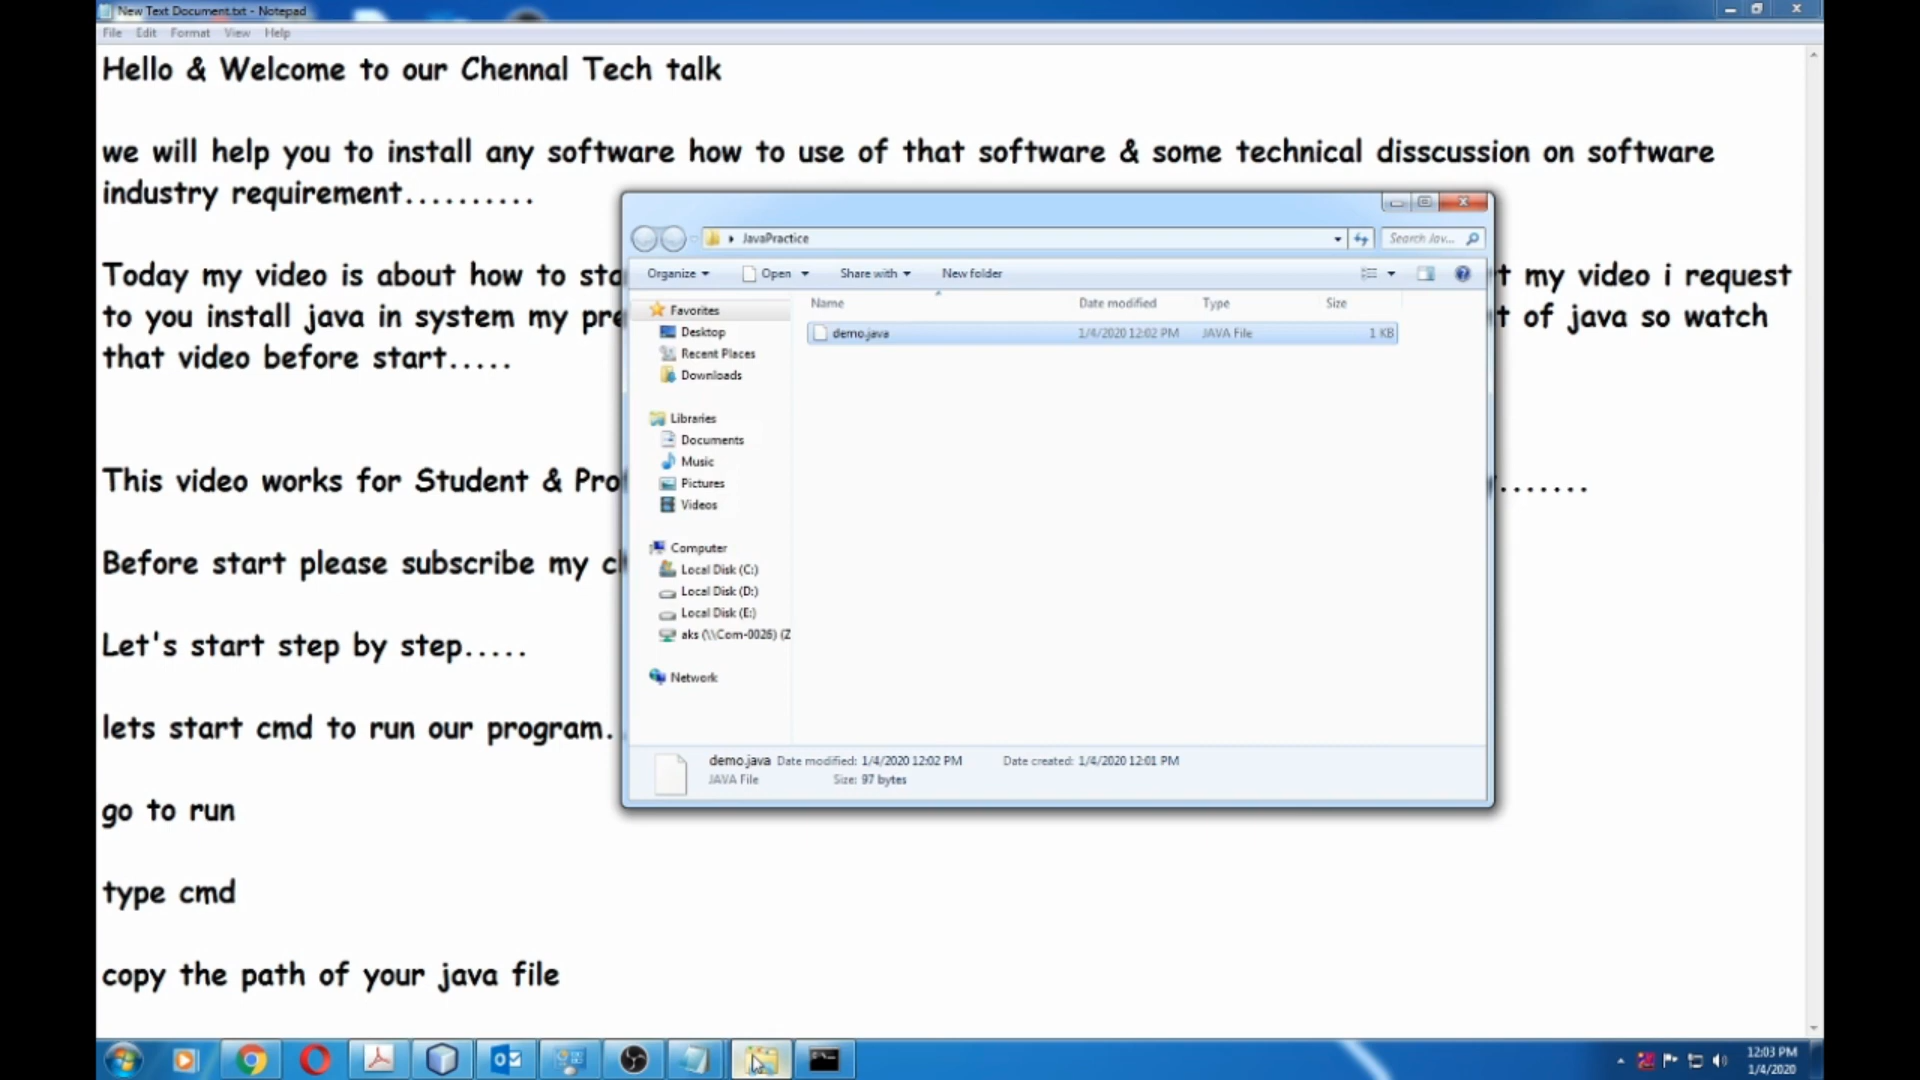 New Text Document.txt - Notepad
File Edit Format View Help
Hello & Welcome to our Chennal Tech talk
we will help you to install any software how to use of that software & some technical disscussion on software
industry requirement..........
Today my video is about how to sta
t my video i request
to you install java in system my pre
t of java so watch
that video before start.....
This video works for Student & Pro
.......
Before start please subscribe my c
Let's start step by step.....
lets start cmd to run our program.
go to run
type cmd
copy the path of your java file
JavaPractice
Search Jav...
Organize Open Share with New folder
Name Date modified Type Size
demo.java 1/4/2020 12:02 PM JAVA File 1 KB
Favorites
Desktop
Recent Places
Downloads
Libraries
Documents
Music
Pictures
Videos
Computer
Local Disk (C:)
Local Disk (D:)
Local Disk (E:)
aks (\\Com-0026) (Z
Network
demo.java Date modified: 1/4/2020 12:02 PM Date created: 1/4/2020 12:01 PM
JAVA File Size: 97 bytes
12:03 PM
1/4/2020